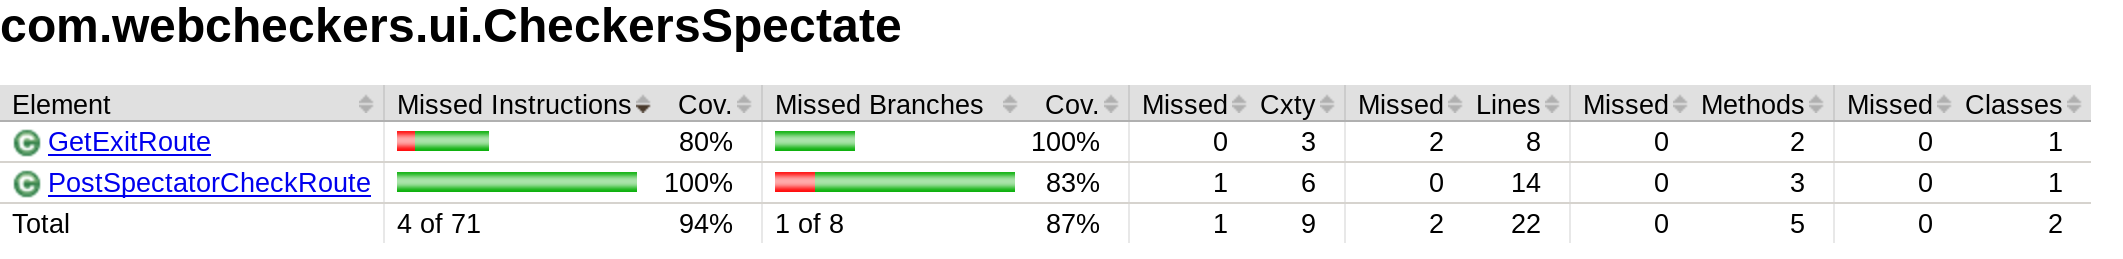 com.webcheckers.ui.CheckersSpectate
Element Missed Instructions Cov. Missed Branches Cov. Missed Cxty Missed Lines Missed Methods Missed Classes
C GetExitRoute 80% 100% 0 3 2 8 0 2 0 1
C PostSpectatorCheckRoute 100% 83% 1 6 0 14 0 3 0 1
Total 4 of 71 94% 1 of 8 87% 1 9 2 22 0 5 0 2